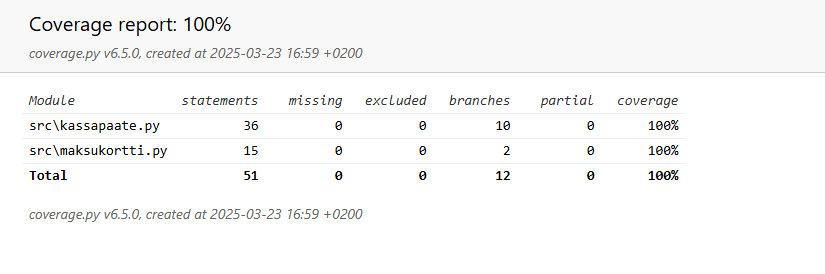 Coverage report: 100%
coverage.py v6.5.0, created at 2025-03-23 16:59 +0200
Module statements missing excluded branches partial coverage
src\kassapaate.py 36 0 0 10 0 100%
src\maksukortti.py 15 0 0 2 0 100%
Total 51 0 0 12 0 100%
coverage.py v6.5.0, created at 2025-03-23 16:59 +0200